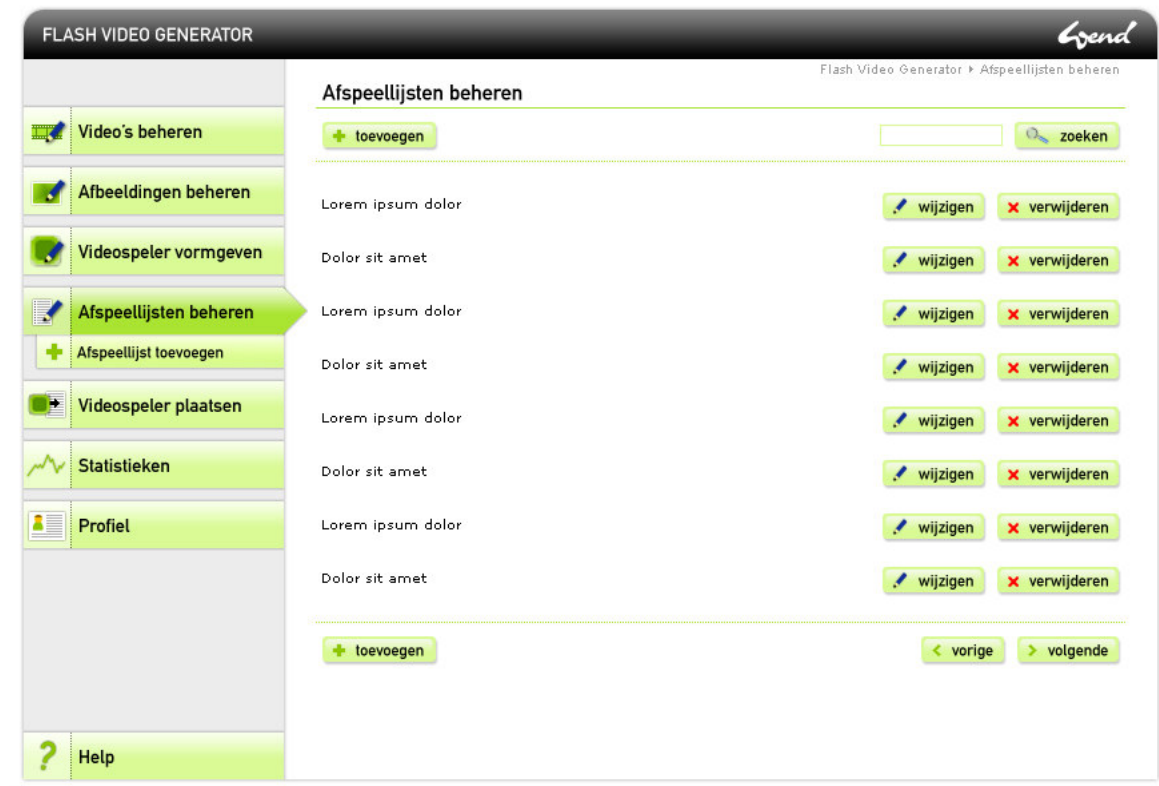 FLASH VIDEO GENERATOR
Flash Video Generator ▸ Afspeellijsten beheren
Afspeellijsten beheren
toevoegen
zoeken
Video's beheren
Afbeeldingen beheren
Videospeler vormgeven
Afspeellijsten beheren
Afspeellijst toevoegen
Videospeler plaatsen
Statistieken
Profiel
Help
Lorem ipsum dolor wijzigen verwijderen
Dolor sit amet wijzigen verwijderen
Lorem ipsum dolor wijzigen verwijderen
Dolor sit amet wijzigen verwijderen
Lorem ipsum dolor wijzigen verwijderen
Dolor sit amet wijzigen verwijderen
Lorem ipsum dolor wijzigen verwijderen
Dolor sit amet wijzigen verwijderen
toevoegen
vorige
volgende